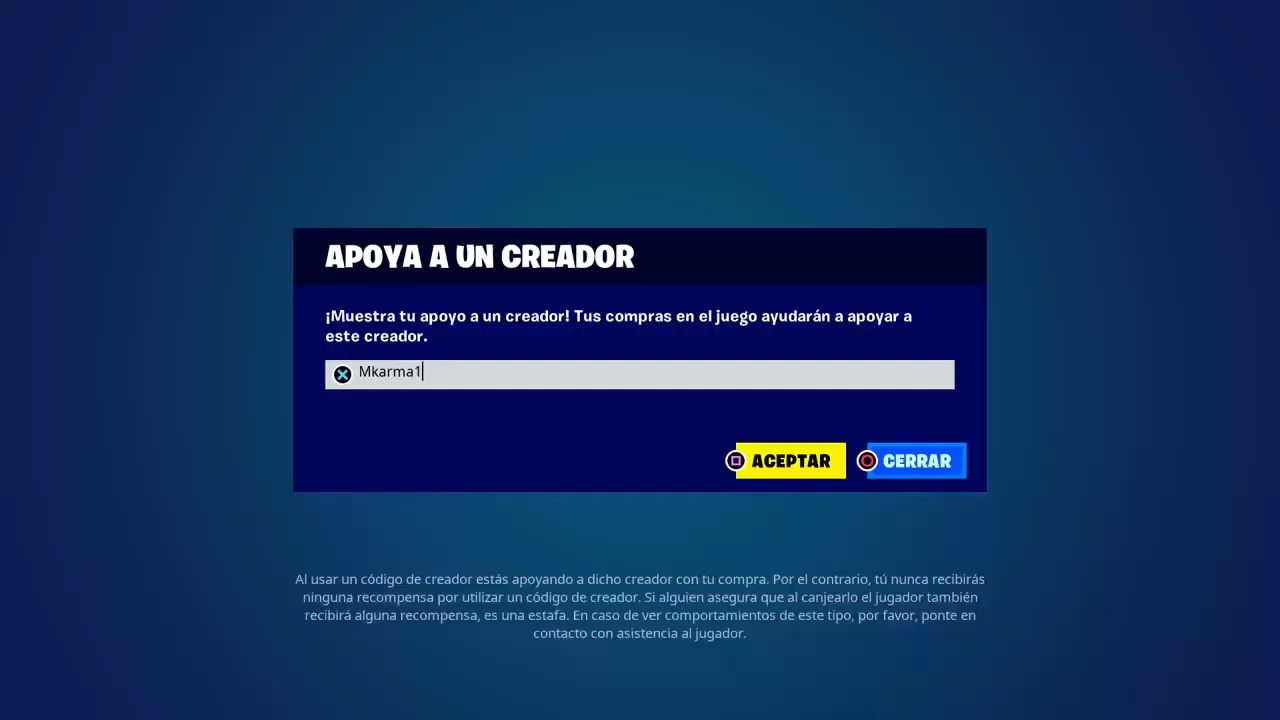 APOYA A UN CREADOR
¡Muestra tu apoyo a un creador! Tus compras en el juego ayudarán a apoyar a
este creador.
Mkarma1
ACEPTAR
CERRAR
Al usar un código de creador estás apoyando a dicho creador con tu compra. Por el contrario, tú nunca recibirás
ninguna recompensa por utilizar un código de creador. Si alguien asegura que al canjearlo el jugador también
recibirá alguna recompensa, es una estafa. En caso de ver comportamientos de este tipo, por favor, ponte en
contacto con asistencia al jugador.